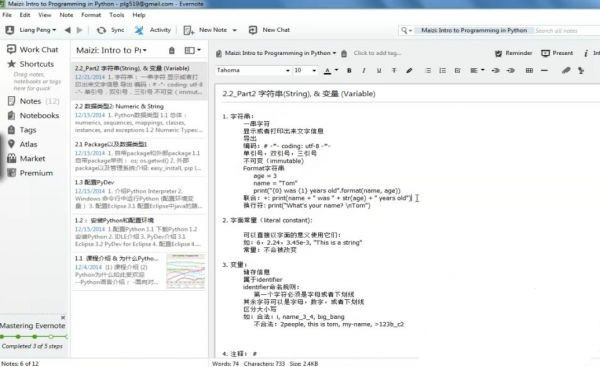 Maizi: Intro to Programming in Python - plg519@gmail.com - Evernote
File Edit View Note Format Tools Help
Liang Peng
Sync
New Note
New Chat
Maizi: Intro to Programming in Python
Work Chat
Shortcuts
Drag notes, notebooks or tags here for quick
Notes (12)
Notebooks
Tags
Atlas
Market
Premium
Mastering Evernote
Completed 3 of 5 steps
Maizi: Intro to P
2.2_Part2 字符串(String), & 变量 (Variable)
12/21/2014 1. 字符串: 一串字符 显示或者打
印出来文字信息 导出 编码: # -*- coding: utf-
8 -*- 单引号, 双引号, 三引号 不可变 (immut
2.2 数据类型2: Numeric & String
12/15/2014 1. Python数据类型1 总体:
numerics, sequences, mappings, classes,
instances, and exceptions 1.2 Numeric Types:
2.1 Package以及数据类型1
12/15/2014 自带package和外部package 1.1
自带package举例: os; os.getwd() 2. 外部
package以及管理系统介绍: easy_install, pip (
1.3 配置PyDev
12/15/2014 1. 介绍Python Interpreter 2.
Windows 命令行中运行Python (配置环境变
量) 3. 配置Eclipse 3.1 配置Eclipse中java的路
1.2: 安装Python和配置环境
12/15/2014 1.配置Python 1.1 下载Python 1.2
安装Python 2. IDLE介绍 3. PyDev介绍 3.1
Eclipse 3.2 PyDev for Eclipse 4. 配置Eclipse 4.
1.1 课程介绍 & 为什么Python
12/4/2014 (1) 课程介绍 (2)
Python为什么如此受欢迎
--Python语言介绍: -面向对
Notes: 6 of 12
Maizi: Intro to Programming in Python
Click to add tag...
Reminder
Present
Tahoma
10
2.2_Part2 字符串(String), & 变量 (Variable)
1. 字符串:
一串字符
显示或者打印出来文字信息
导出
编码: # -*- coding: utf-8 -*-
单引号, 双引号, 三引号
不可变 (immutable)
Format字符串
age = 3
name = "Tom"
print("{0} was {1} years old".format(name, age))
联合: +: print(name + " was " + str(age) + " years old")
换行符: print("What's your name? \nTom")
2. 字面常量 (literal constant):
可以直接以字面的意义使用它们:
如: 6, 2.24, 3.45e-3, "This is a string"
常量: 不会被改变
3. 变量:
储存信息
属于identifier
identifier命名规则:
第一个字符必须是字母或者下划线
其余字符可以是字母, 数字, 或者下划线
区分大小写
如: 合法: i, name_3_4, big_bang
不合法: 2people, this is tom, my-name, >123b_c2
4. 注释: #
Words: 74 Characters: 733 Size: 2.4KB